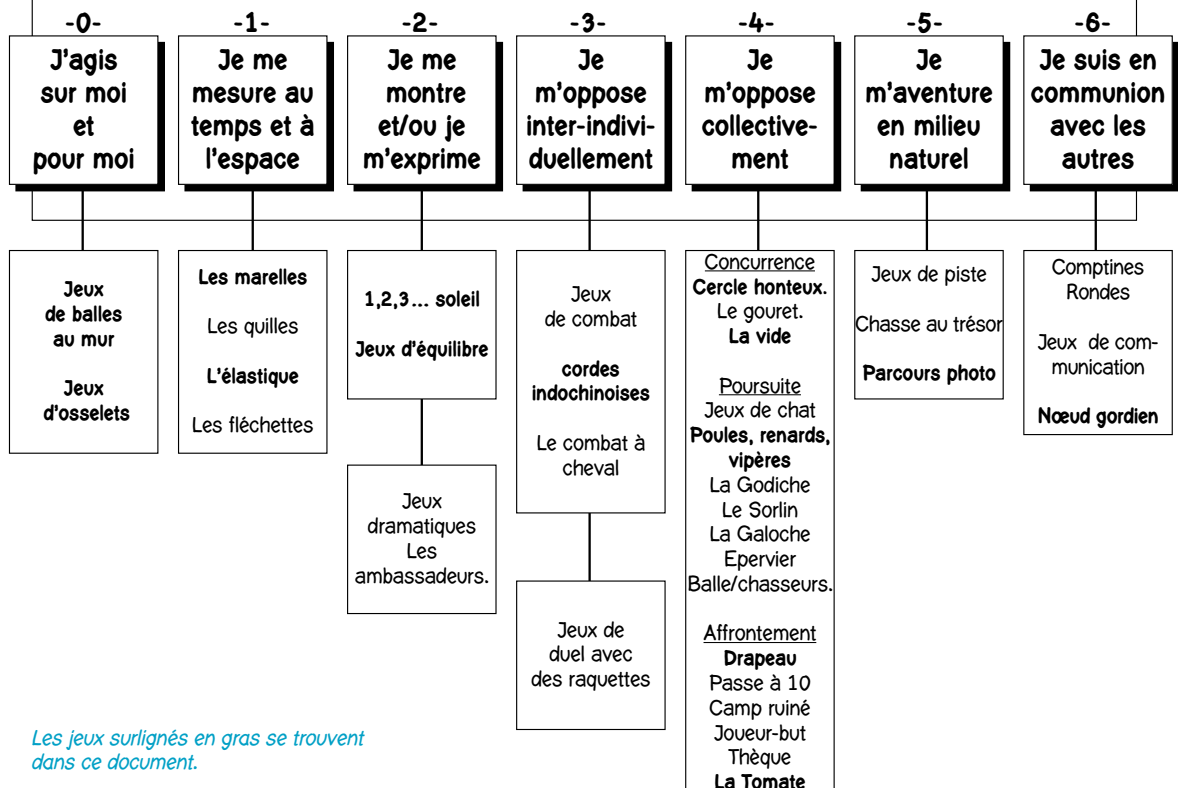 -0-
J'agis
sur moi
et
pour moi
-1-
Je me
mesure au
temps et à
l'espace
-2-
Je me
montre
et/ou je
m'exprime
-3-
Je
m'oppose
inter-indivi-
duellement
-4-
Je
m'oppose
collective-
ment
-5-
Je
m'aventure
en milieu
naturel
-6-
Je suis en
communion
avec les
autres
Jeux
de balles
au mur
Jeux
d'osselets
Les marelles
Les quilles
L'élastique
Les fléchettes
1,2,3... soleil
Jeux d'équilibre
Jeux
dramatiques
Les
ambassadeurs.
Jeux
de combat
cordes
indochinoises
Le combat à
cheval
Jeux de
duel avec
des raquettes
Concurrence
Cercle honteux.
Le gouret.
La vide
Poursuite
Jeux de chat
Poules, renards,
vipères
La Godiche
Le Sorlin
La Galoche
Epervier
Balle/chasseurs.
Affrontement
Drapeau
Passe à 10
Camp ruiné
Joueur-but
Thèque
La Tomate
Jeux de piste
Chasse au trésor
Parcours photo
Comptines
Rondes
Jeux de com-
munication
Nœud gordien
Les jeux surlignés en gras se trouvent
dans ce document.